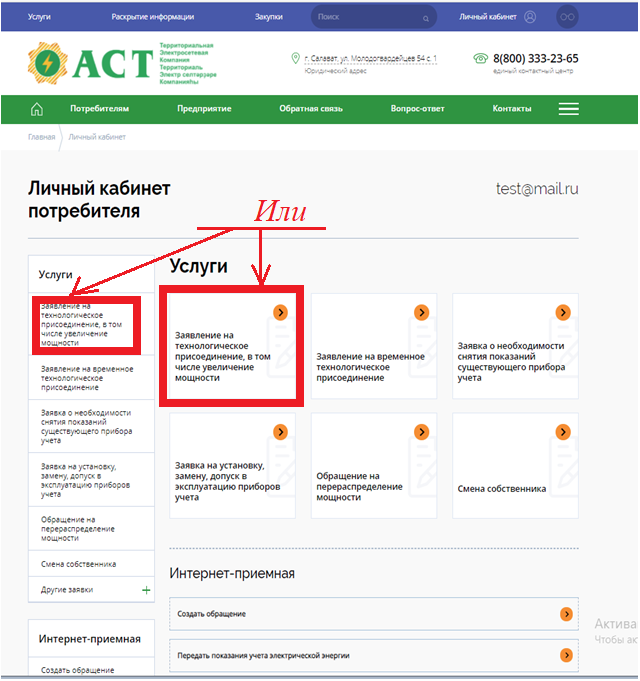 Услуги
Раскрытие информации
Закупки
Поиск
Личный кабинет
АСТ
Территориальная
Электросетевая
Компания
Территориаль
Электр селтәрҙәре
Компанияһы
г. Салават, ул. Молодогвардейцев 54 с. 1
Юридический адрес
8(800) 333-23-65
единый контактный центр
Потребителям
Предприятие
Обратная связь
Вопрос-ответ
Контакты
Главная
Личный кабинет
Личный кабинет
потребителя
test@mail.ru
Или
Услуги
Заявление на
технологическое
присоединение, в том
числе увеличение
мощности
Заявление на временное
технологическое
присоединение
Заявка о необходимости
снятия показаний
существующего прибора
учета
Заявка на установку,
замену, допуск в
эксплуатацию приборов
учета
Обращение на
перераспределение
мощности
Смена собственника
Другие заявки
Интернет-приемная
Создать обращение
Услуги
Заявление на
технологическое
присоединение, в том
числе увеличение
мощности
Заявление на временное
технологическое
присоединение
Заявка о необходимости
снятия показаний
существующего прибора
учета
Заявка на установку,
замену, допуск в
эксплуатацию приборов
учета
Обращение на
перераспределение
мощности
Смена собственника
Интернет-приемная
Создать обращение
Передать показания учета электрической энергии
Актива
Чтобы ак